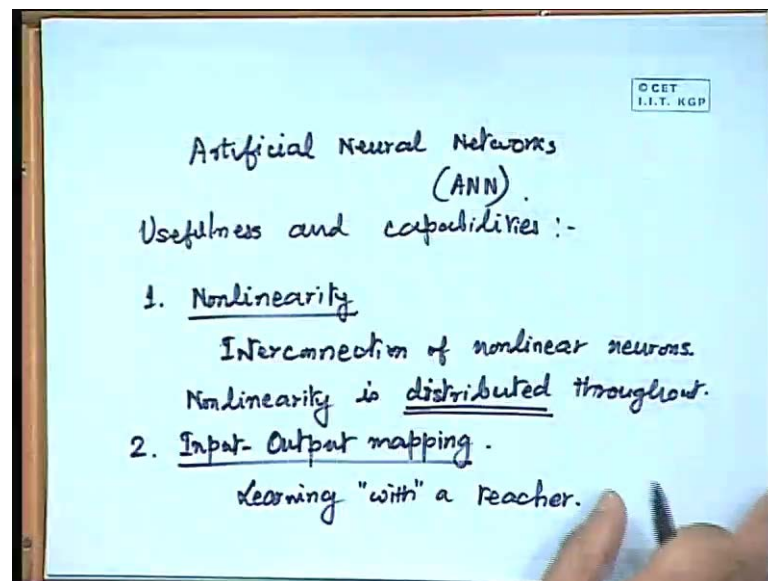 © CET
I.I.T. KGP
Artificial Neural Networks
(ANN).
Usefulness and capabilities :-
1. Nonlinearity
Interconnection of nonlinear neurons.
Nonlinearity is distributed throughout.
2. Input-Output mapping.
Learning "with" a teacher.